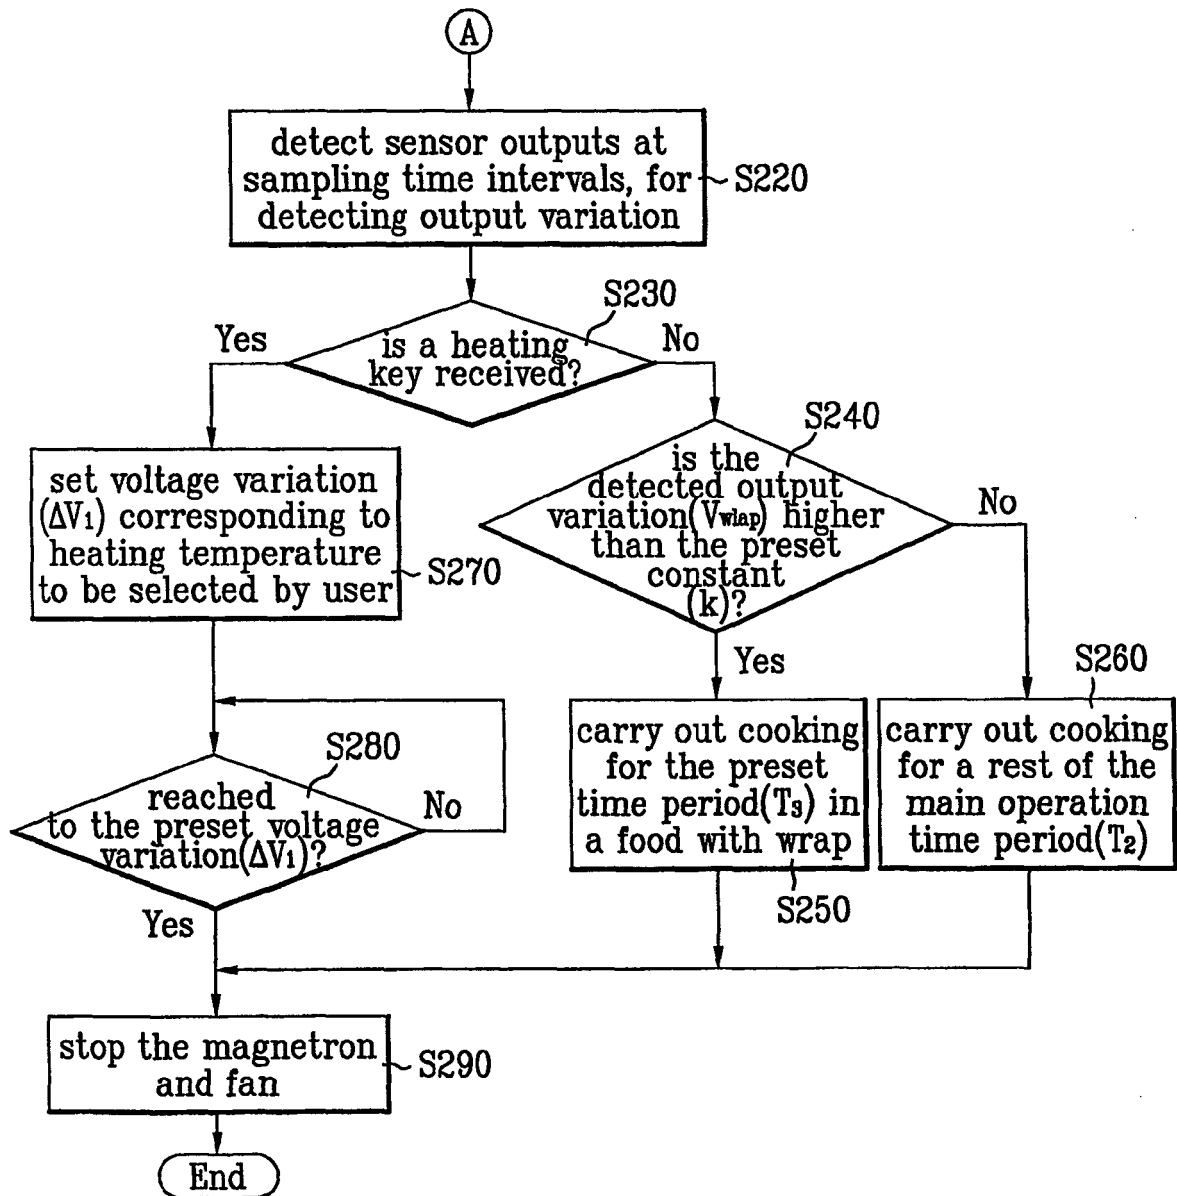 A
detect sensor outputs at
sampling time intervals, for
detecting output variation
S220
S230
Yes
No
is a heating
key received?
S240
set voltage variation
(ΔV₁) corresponding to
heating temperature
to be selected by user
S270
is the
detected output
variation(Vwlap) higher
than the preset
constant
(k)?
No
Yes
S260
S280
reached
to the preset voltage
variation(ΔV₁)?
No
Yes
carry out cooking
for the preset
time period(T₃) in
a food with wrap
S250
carry out cooking
for a rest of the
main operation
time period(T₂)
stop the magnetron
and fan
S290
End